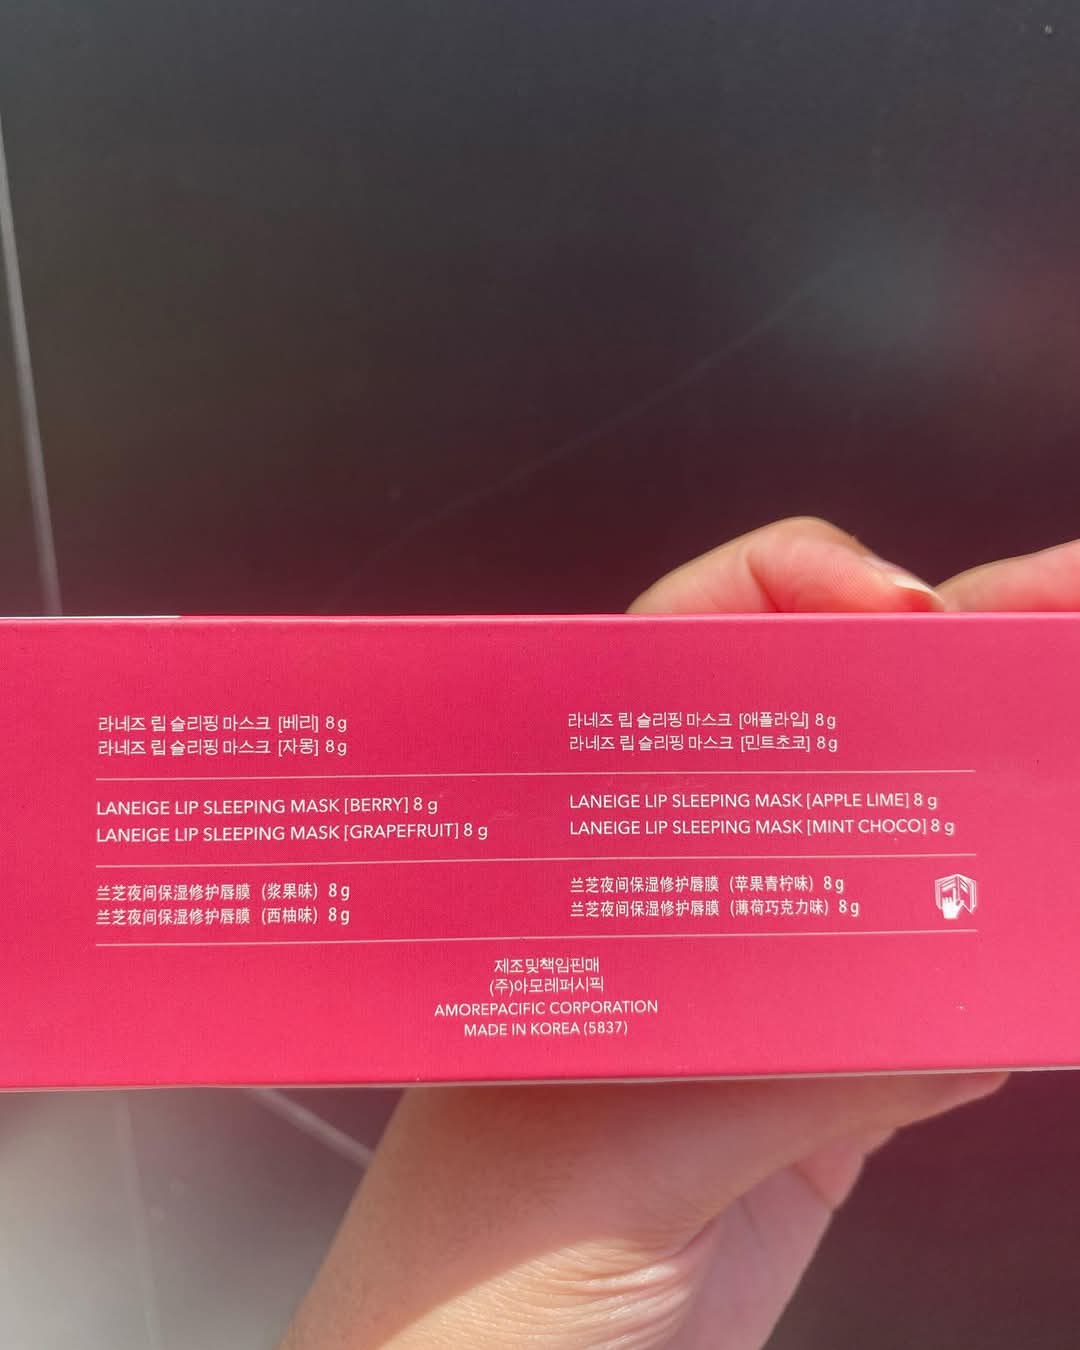 라네즈 립 슬리핑 마스크 [베리] 8 g
라네즈 립 슬리핑 마스크 [자몽] 8 g
라네즈 립 슬리핑 마스크 [애플라임] 8 g
라네즈 립 슬리핑 마스크 [민트초코] 8 g
LANEIGE LIP SLEEPING MASK [BERRY] 8 g
LANEIGE LIP SLEEPING MASK [GRAPEFRUIT] 8 g
LANEIGE LIP SLEEPING MASK [APPLE LIME] 8 g
LANEIGE LIP SLEEPING MASK [MINT CHOCO] 8 g
兰芝夜间保湿修护唇膜（浆果味）8 g
兰芝夜间保湿修护唇膜（西柚味）8 g
兰芝夜间保湿修护唇膜（苹果青柠味）8 g
兰芝夜间保湿修护唇膜（薄荷巧克力味）8 g
제조및책임판매
(주)아모레퍼시픽
AMOREPACIFIC CORPORATION
MADE IN KOREA (5837)